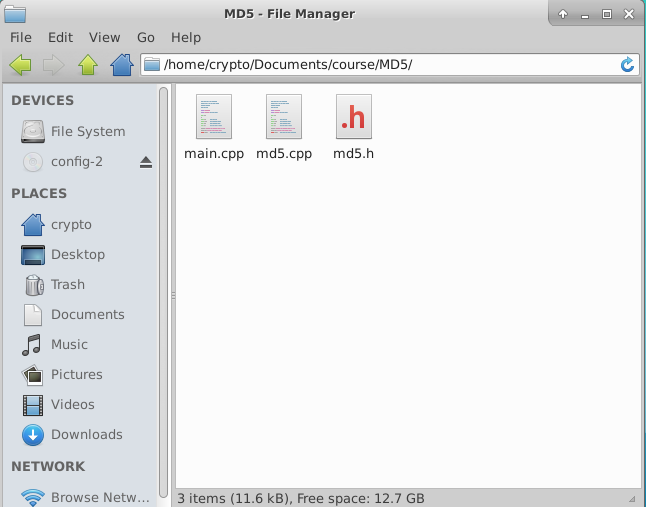 MD5 - File Manager
File Edit View Go Help
/home/crypto/Documents/course/MD5/
DEVICES
File System
config-2
PLACES
crypto
Desktop
Trash
Documents
Music
Pictures
Videos
Downloads
NETWORK
Browse Netw...
.h
main.cpp md5.cpp md5.h
3 items (11.6 kB), Free space: 12.7 GB